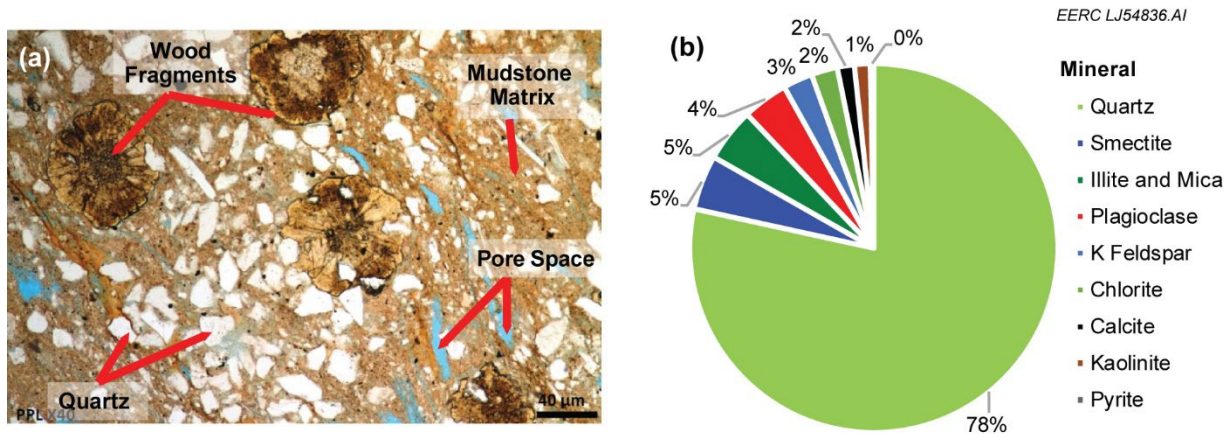 EERC LJ54836.AI
(a)
Wood
Fragments
Mudstone
Matrix
Pore Space
Quartz
PPL X40
40 µm
(b)
2%
1%
0%
2%
3%
4%
5%
5%
78%
Mineral
Quartz
Smectite
Illite and Mica
Plagioclase
K Feldspar
Chlorite
Calcite
Kaolinite
Pyrite